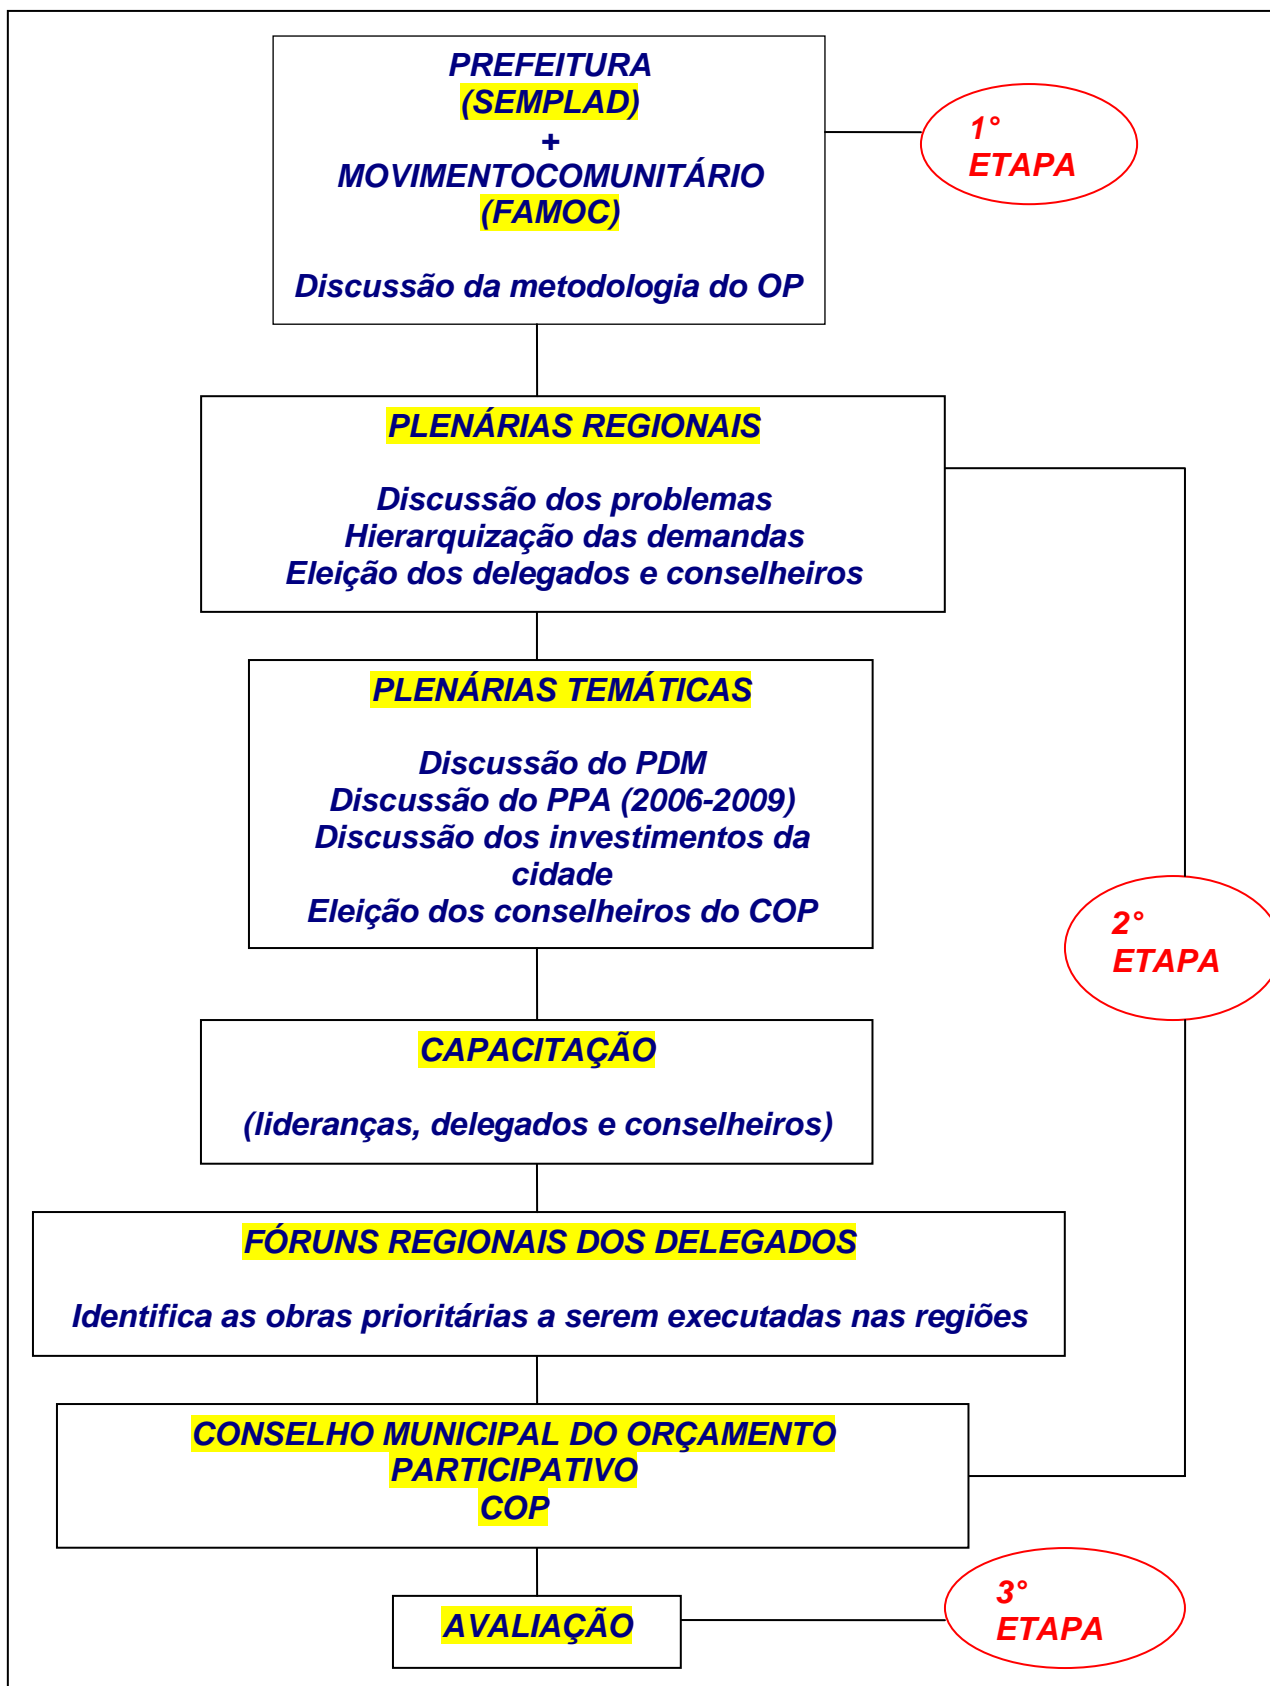 PREFEITURA
(SEMPLAD)
+
MOVIMENTOCOMUNITÁRIO
(FAMOC)
Discussão da metodologia do OP
1°
ETAPA
PLENÁRIAS REGIONAIS
Discussão dos problemas
Hierarquização das demandas
Eleição dos delegados e conselheiros
PLENÁRIAS TEMÁTICAS
Discussão do PDM
Discussão do PPA (2006-2009)
Discussão dos investimentos da
cidade
Eleição dos conselheiros do COP
2°
ETAPA
CAPACITAÇÃO
(lideranças, delegados e conselheiros)
FÓRUNS REGIONAIS DOS DELEGADOS
Identifica as obras prioritárias a serem executadas nas regiões
CONSELHO MUNICIPAL DO ORÇAMENTO
PARTICIPATIVO
COP
AVALIAÇÃO
3°
ETAPA